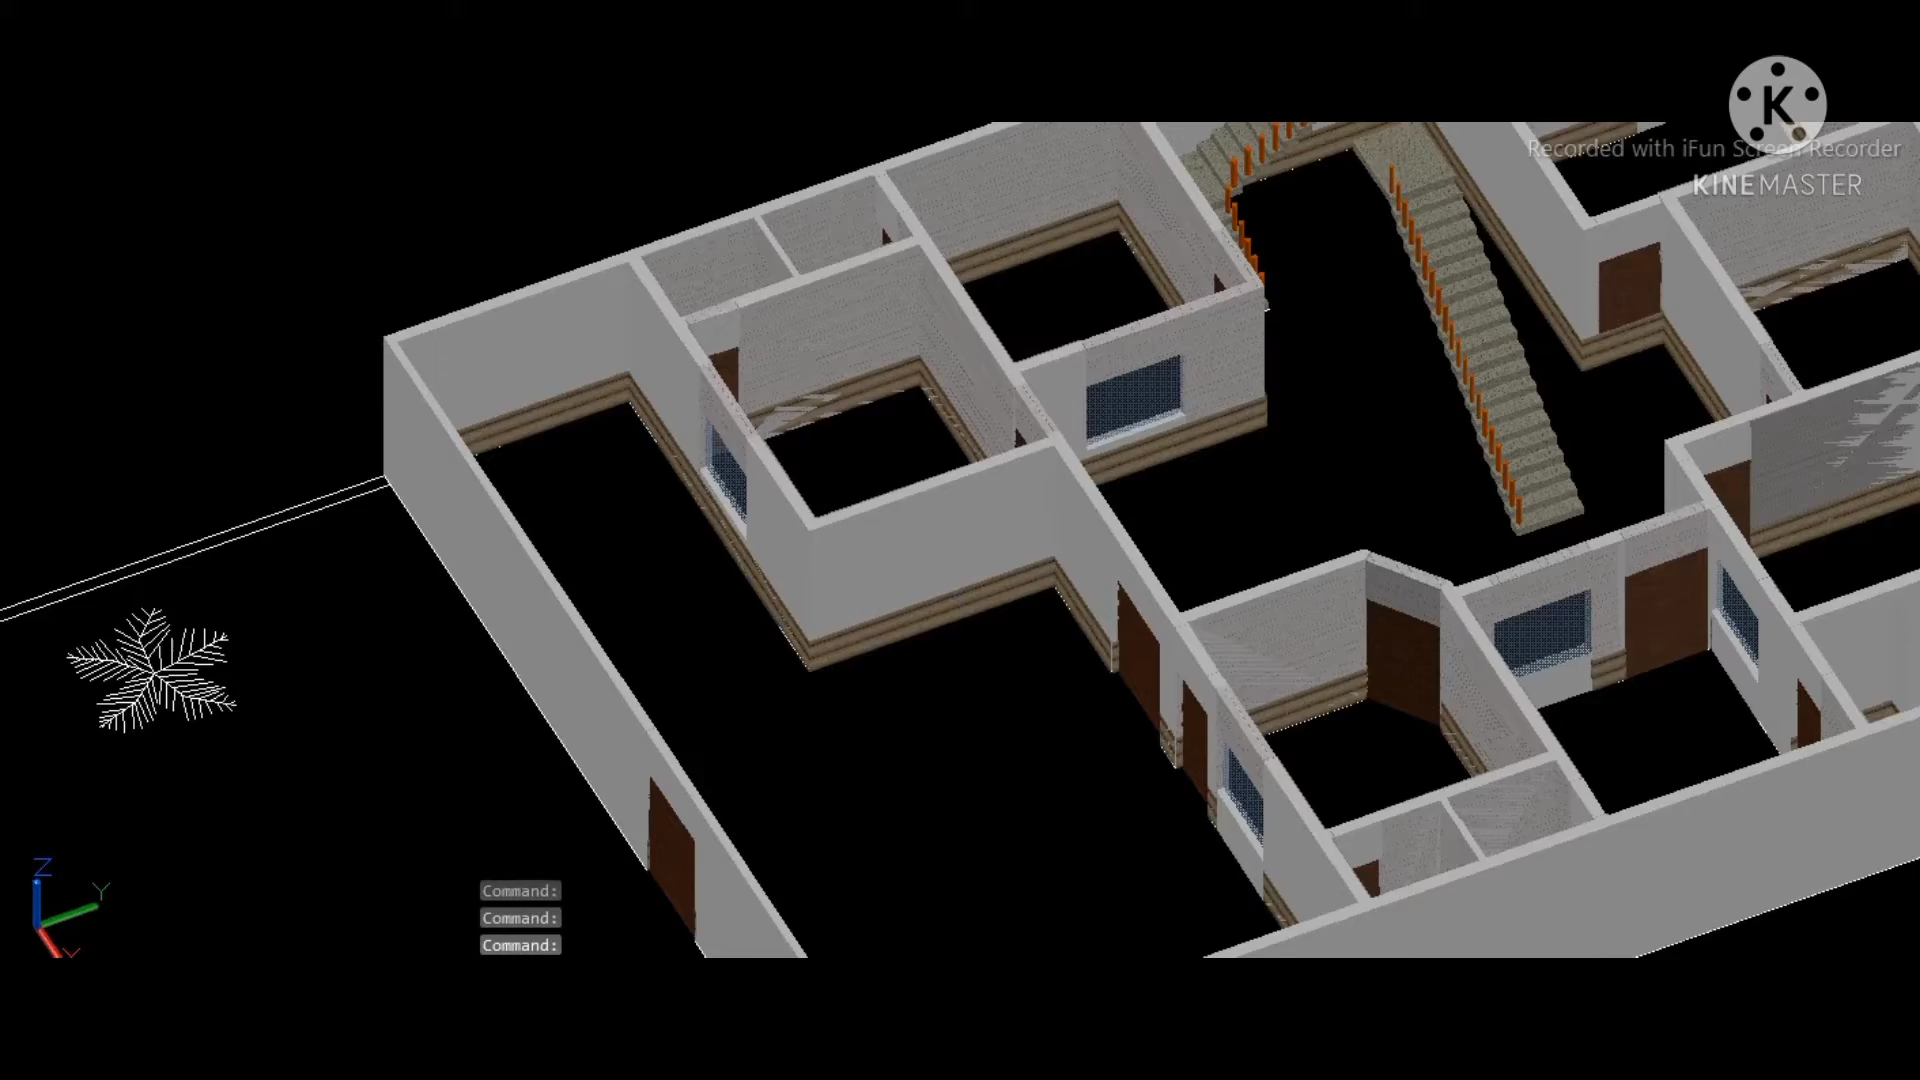 K
Recorded with iFun Screen Recorder
KINEMASTER
Z
Y
Command:
Command:
Command: